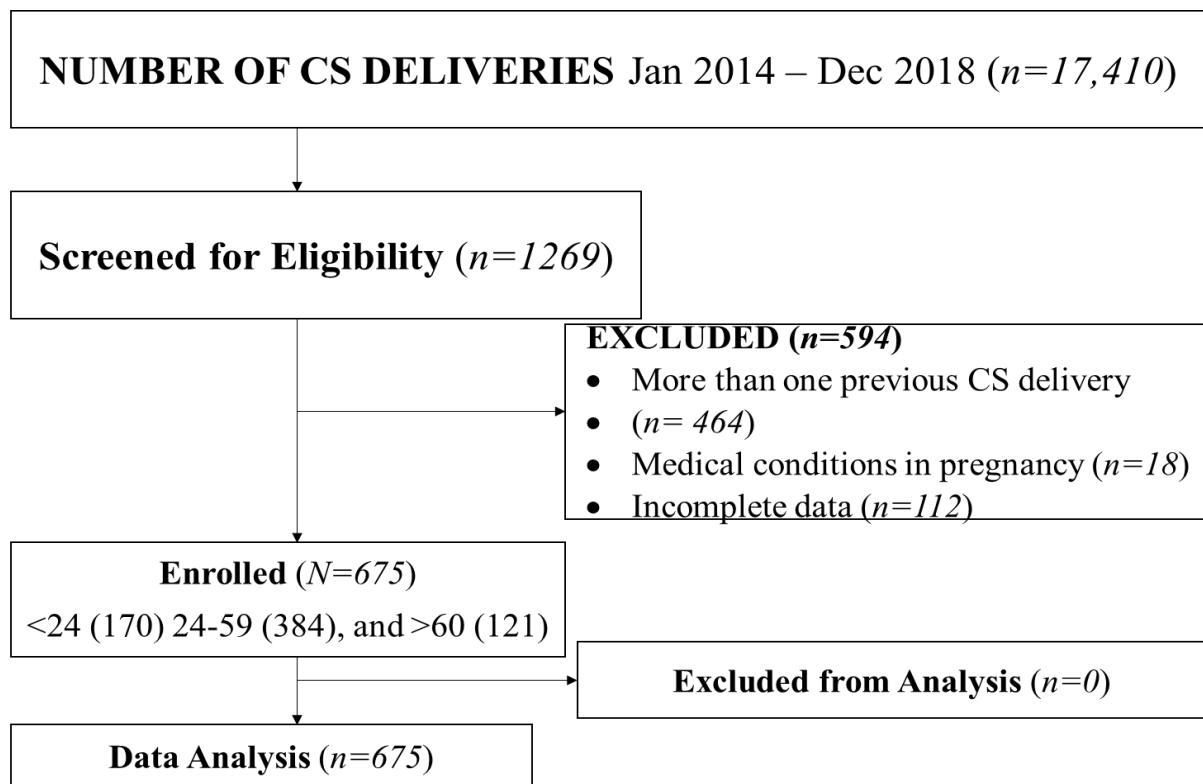 NUMBER OF CS DELIVERIES Jan 2014 – Dec 2018 (n=17,410)
Screened for Eligibility (n=1269)
EXCLUDED (n=594)
• More than one previous CS delivery
• (n= 464)
• Medical conditions in pregnancy (n=18)
• Incomplete data (n=112)
Enrolled (N=675)
<24 (170) 24-59 (384), and >60 (121)
Excluded from Analysis (n=0)
Data Analysis (n=675)